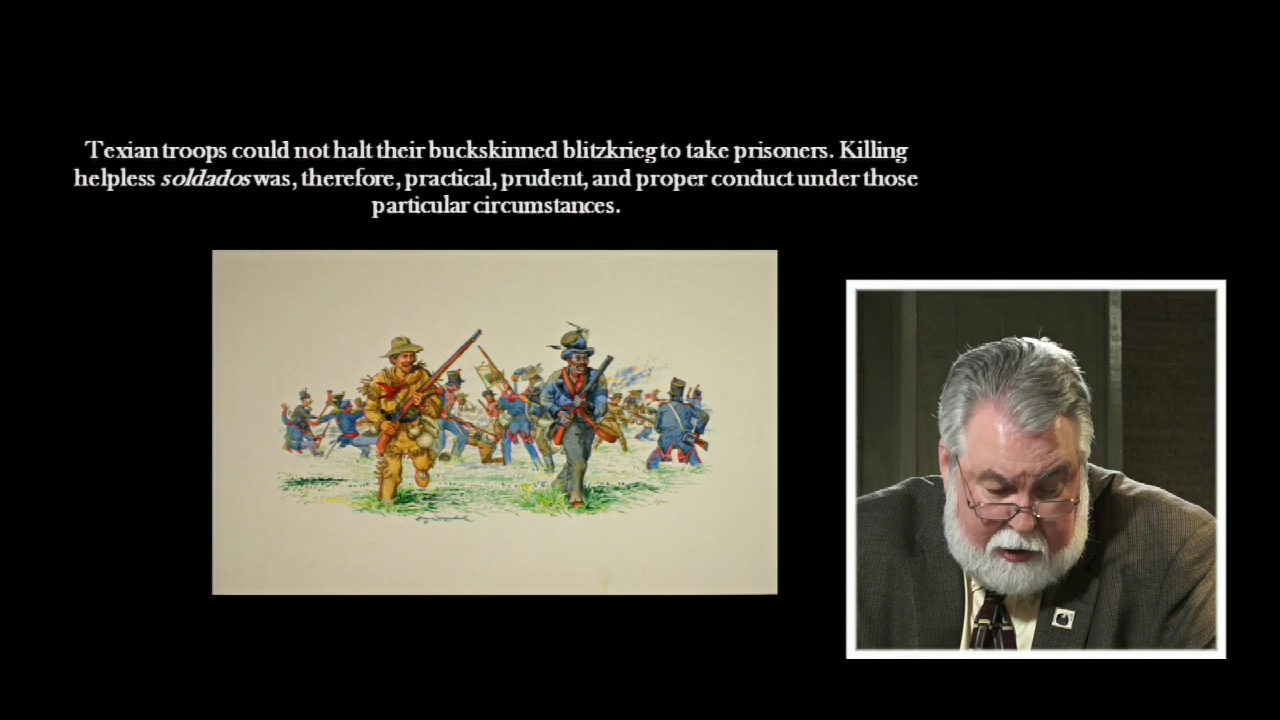 Texian troops could not halt their buckskinned blitzkrieg to take prisoners. Killing
helpless soldados was, therefore, practical, prudent, and proper conduct under those
particular circumstances.